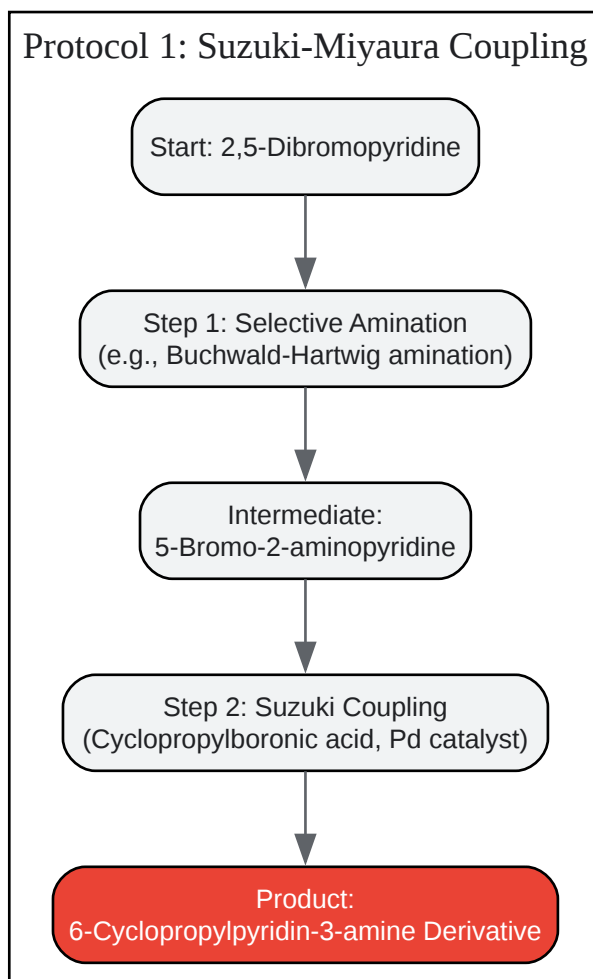 Protocol 1: Suzuki-Miyaura Coupling
Start: 2,5-Dibromopyridine
Step 1: Selective Amination
(e.g., Buchwald-Hartwig amination)
Intermediate:
5-Bromo-2-aminopyridine
Step 2: Suzuki Coupling
(Cyclopropylboronic acid, Pd catalyst)
Product:
6-Cyclopropylpyridin-3-amine Derivative